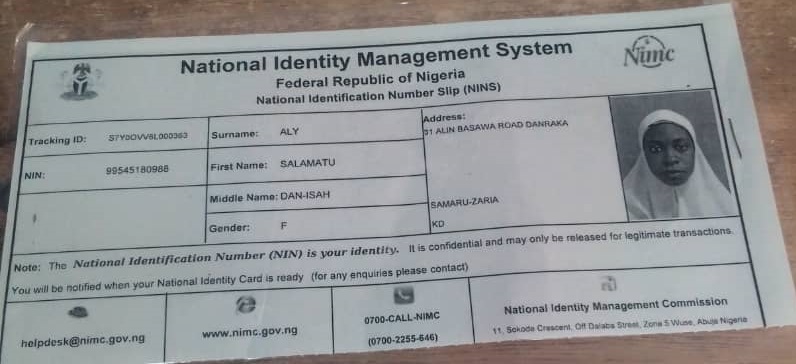 National Identity Management System
Federal Republic of Nigeria
National Identification Number Slip (NINS)
Nimc
Tracking ID: S7Y0OVV8L000363
Surname: ALY
Address:
31 ALIN BASAWA ROAD DANRAKA
NIN: 99545180988
First Name: SALAMATU
Middle Name: DAN-ISAH
SAMARU-ZARIA
Gender: F
KD
Note: The National Identification Number (NIN) is your identity. It is confidential and may only be released for legitimate transactions.
You will be notified when your National Identity Card is ready (for any enquiries please contact)
helpdesk@nimc.gov.ng
www.nimc.gov.ng
0700-CALL-NIMC
(0700-2255-646)
National Identity Management Commission
11, Sokode Crescent, Off Dalaba Street, Zone 5 Wuse, Abuja Nigeria